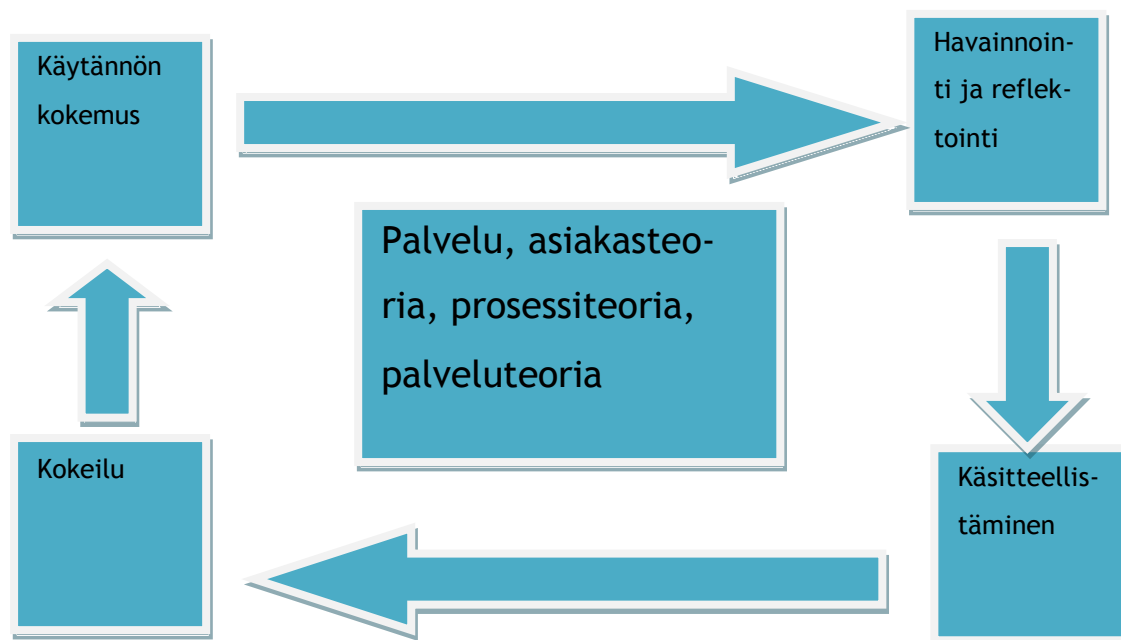 Käytännön
kokemus
Havainnoin-
ti ja reflek-
tointi
Palvelu, asiakasteo-
ria, prosessiteoria,
palveluteoria
Kokeilu
Käsitteellis-
täminen